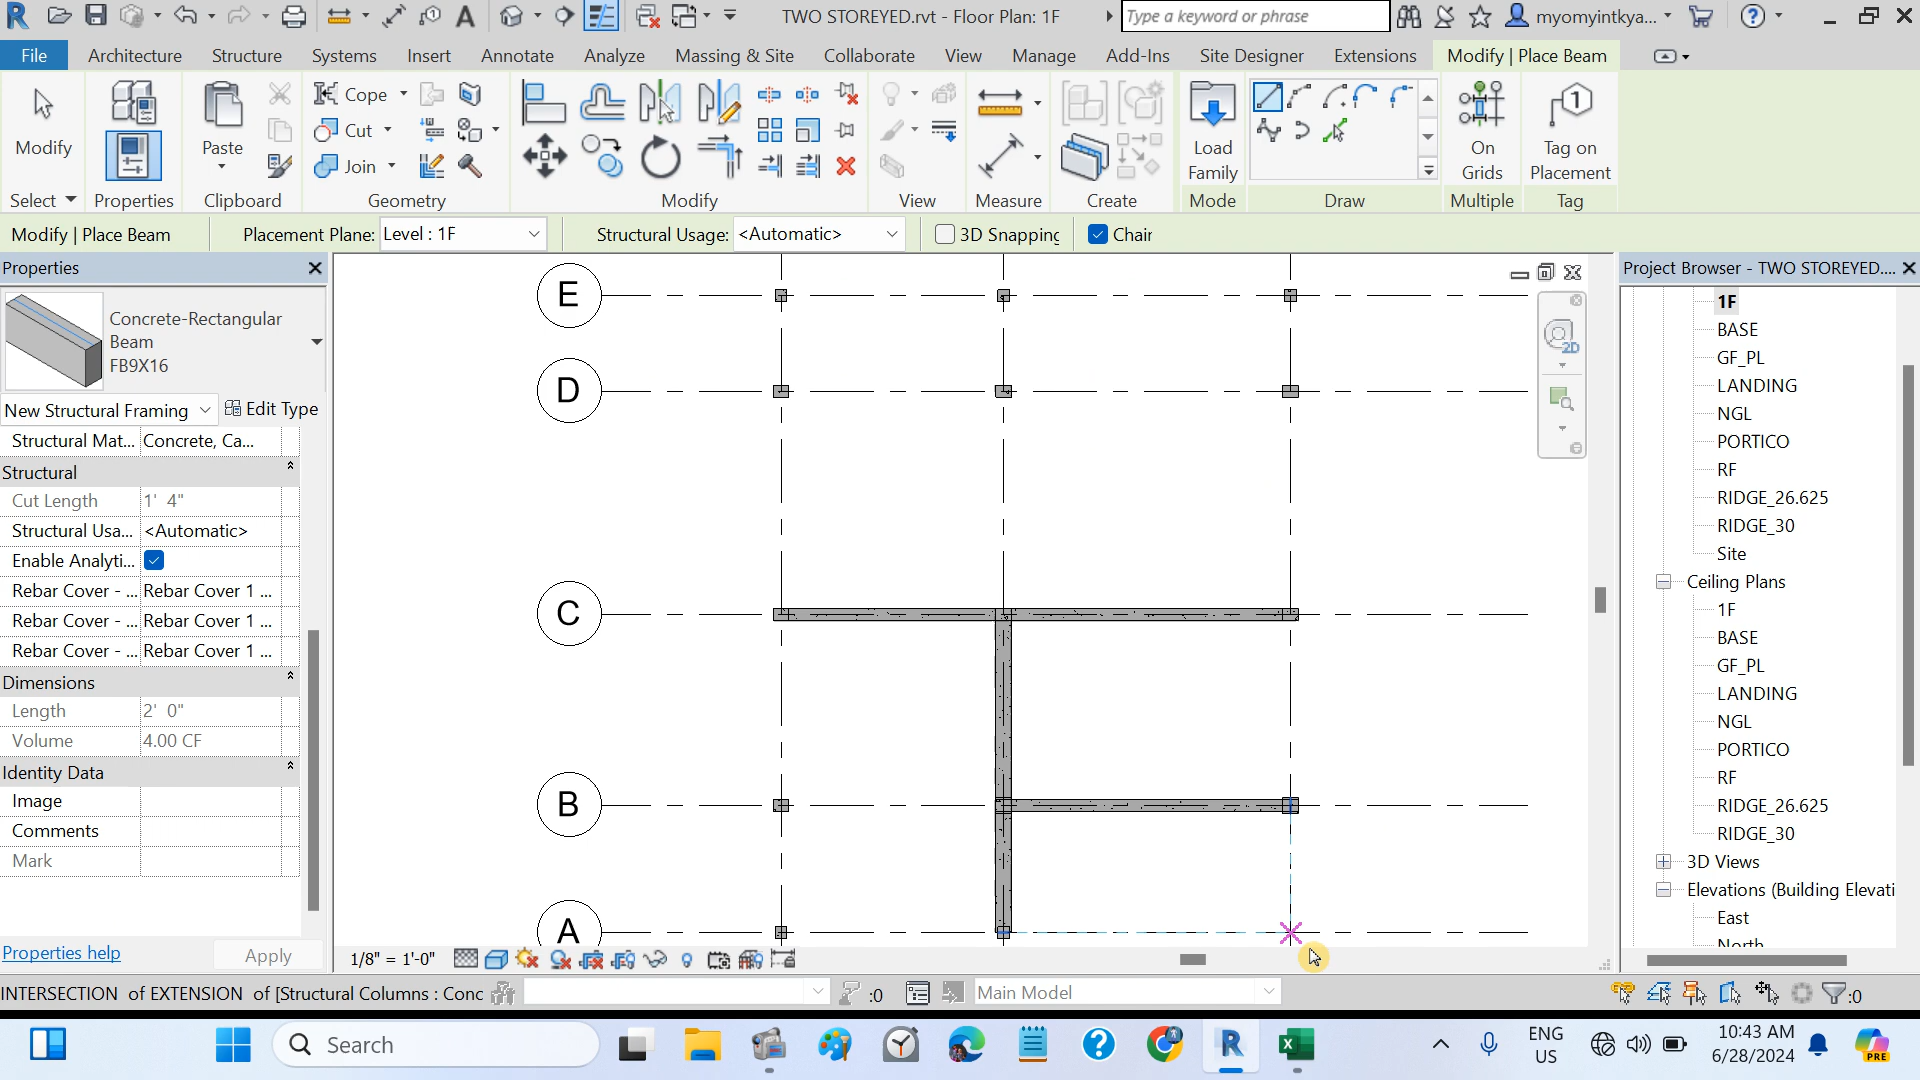 TWO STOREYED.rvt - Floor Plan: 1F
Type a keyword or phrase
myomyintkya...
File Architecture Structure Systems Insert Annotate Analyze Massing & Site Collaborate View Manage Add-Ins Site Designer Extensions Modify | Place Beam
Modify
Paste
Cope
Cut
Join
Load Family
On Grids
Tag on Placement
Select Properties Clipboard Geometry Modify View Measure Create Mode Draw Multiple Tag
Modify | Place Beam Placement Plane: Level : 1F Structural Usage: <Automatic> 3D Snapping Chair
Properties
Concrete-Rectangular
Beam
FB9X16
New Structural Framing Edit Type
Structural Mat... Concrete, Ca...
Structural
Cut Length 1' 4"
Structural Usa... <Automatic>
Enable Analyti...
Rebar Cover - ... Rebar Cover 1 ...
Rebar Cover - ... Rebar Cover 1 ...
Rebar Cover - ... Rebar Cover 1 ...
Dimensions
Length 2' 0"
Volume 4.00 CF
Identity Data
Image
Comments
Mark
Properties help Apply
E
D
C
B
A
2D
1/8" = 1'-0"
Project Browser - TWO STOREYED....
1F
BASE
GF_PL
LANDING
NGL
PORTICO
RF
RIDGE_26.625
RIDGE_30
Site
Ceiling Plans
1F
BASE
GF_PL
LANDING
NGL
PORTICO
RF
RIDGE_26.625
RIDGE_30
3D Views
Elevations (Building Elevati
East
North
INTERSECTION of EXTENSION of [Structural Columns : Conc
:0
Main Model
:0
Search
ENG
US
10:43 AM
6/28/2024
PRE